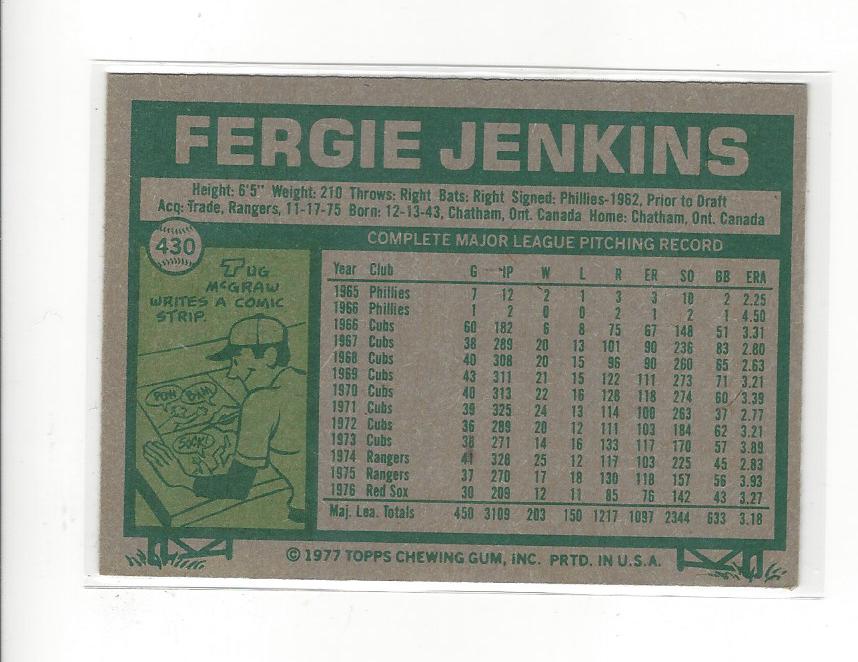 FERGIE JENKINS
Height: 6'5" Weight: 210 Throws: Right Bats: Right Signed: Phillies-1962, Prior to Draft
Acq: Trade, Rangers, 11-17-75 Born: 12-13-43, Chatham, Ont. Canada Home: Chatham, Ont. Canada
430
TUG
McGRAW
WRITES A COMIC
STRIP.
POW
BAM
SOCK!
COMPLETE MAJOR LEAGUE PITCHING RECORD
Year Club G IP W L R ER SO BB ERA
1965 Phillies 7 12 2 1 3 3 10 2 2.25
1966 Phillies 1 2 0 0 2 1 2 1 4.50
1966 Cubs 60 182 6 8 75 67 148 51 3.31
1967 Cubs 38 289 20 13 101 90 236 83 2.80
1968 Cubs 40 308 20 15 96 90 260 65 2.63
1969 Cubs 43 311 21 15 122 111 273 71 3.21
1970 Cubs 40 313 22 16 128 118 274 60 3.39
1971 Cubs 39 325 24 13 114 100 263 37 2.77
1972 Cubs 36 289 20 12 111 103 184 62 3.21
1973 Cubs 38 271 14 16 133 117 170 57 3.89
1974 Rangers 41 328 25 12 117 103 225 45 2.83
1975 Rangers 37 270 17 18 130 118 157 56 3.93
1976 Red Sox 30 209 12 11 85 76 142 43 3.27
Maj. Lea. Totals 450 3109 203 150 1217 1097 2344 633 3.18
© 1977 TOPPS CHEWING GUM, INC. PRTD. IN U.S.A.